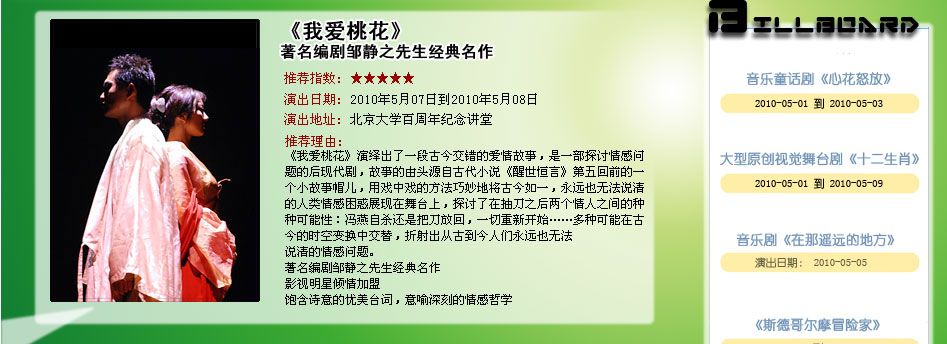 《我爱桃花》
著名编剧邹静之先生经典名作
推荐指数：★★★★★
演出日期：2010年5月07日到2010年5月08日
演出地址：北京大学百周年纪念讲堂
推荐理由：
《我爱桃花》演绎出了一段古今交错的爱情故事，是一部探讨情感问
题的后现代剧，故事的由头源自古代小说《醒世恒言》第五回前的一
个小故事帽儿，用戏中戏的方法巧妙地将古今如一，永远也无法说清
的人类情感困惑展现在舞台上，探讨了在抽刀之后两个情人之间的种
种可能性：冯燕自杀还是把刀放回，一切重新开始……多种可能在古
今的时空变换中交替，折射出从古到今人们永远也无法
说清的情感问题。
著名编剧邹静之先生经典名作
影视明星倾情加盟
饱含诗意的优美台词，意喻深刻的情感哲学
BILLBOARD
音乐童话剧《心花怒放》
2010-05-01 到 2010-05-03
大型原创视觉舞台剧《十二生肖》
2010-05-01 到 2010-05-09
音乐剧《在那遥远的地方》
演出日期： 2010-05-05
《斯德哥尔摩冒险家》